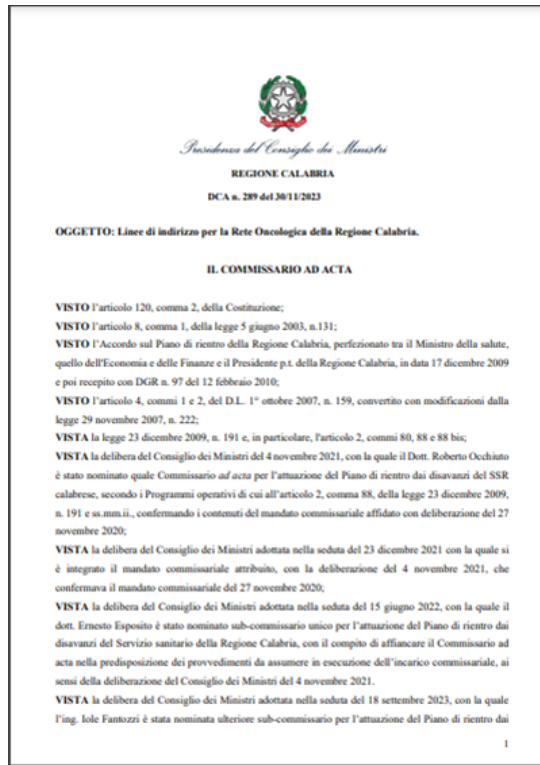 Presidenza del Consiglio dei Ministri
REGIONE CALABRIA
DCA n. 289 del 30/11/2023
OGGETTO: Linee di indirizzo per la Rete Oncologica della Regione Calabria.
IL COMMISSARIO AD ACTA
VISTO l'articolo 120, comma 2, della Costituzione;
VISTO l'articolo 8, comma 1, della legge 5 giugno 2003, n.131;
VISTO l'Accordo sul Piano di rientro della Regione Calabria, perfezionato tra il Ministro della salute,
quello dell'Economia e delle Finanze e il Presidente p.t. della Regione Calabria, in data 17 dicembre 2009
e poi recepito con DGR n. 97 del 12 febbraio 2010;
VISTO l'articolo 4, commi 1 e 2, del D.L. 1° ottobre 2007, n. 159, convertito con modificazioni dalla
legge 29 novembre 2007, n. 222;
VISTA la legge 23 dicembre 2009, n. 191 e, in particolare, l'articolo 2, commi 80, 88 e 88 bis;
VISTA la delibera del Consiglio dei Ministri del 4 novembre 2021, con la quale il Dott. Roberto Occhiuto
è stato nominato quale Commissario ad acta per l'attuazione del Piano di rientro dai disavanzi del SSR
calabrese, secondo i Programmi operativi di cui all'articolo 2, comma 88, della legge 23 dicembre 2009,
n. 191 e ss.mm.ii., confermando i contenuti del mandato commissariale affidato con deliberazione del 27
novembre 2020;
VISTA la delibera del Consiglio dei Ministri adottata nella seduta del 23 dicembre 2021 con la quale si
è integrato il mandato commissariale attribuito, con la deliberazione del 4 novembre 2021, che
confermava il mandato commissariale del 27 novembre 2020;
VISTA la delibera del Consiglio dei Ministri adottata nella seduta del 15 giugno 2022, con la quale il
dott. Ernesto Esposito è stato nominato sub-commissario unico per l'attuazione del Piano di rientro dai
disavanzi del Servizio sanitario della Regione Calabria, con il compito di affiancare il Commissario ad
acta nella predisposizione dei provvedimenti da assumere in esecuzione dell'incarico commissariale, ai
sensi della deliberazione del Consiglio dei Ministri del 4 novembre 2021.
VISTA la delibera del Consiglio dei Ministri adottata nella seduta del 18 settembre 2023, con la quale
l'ing. Iole Fantozzi è stata nominata ulteriore sub-commissario per l'attuazione del Piano di rientro dai
1